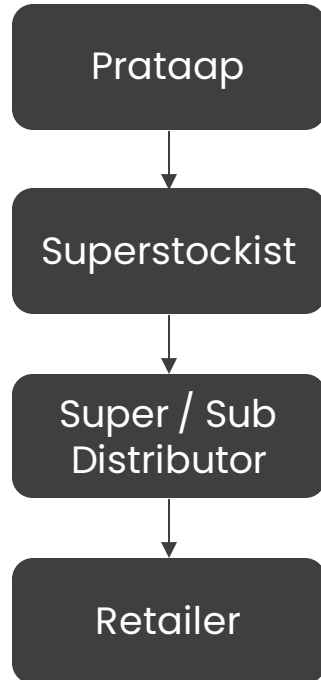 Prataap
Superstockist
Super / Sub
Distributor
Retailer